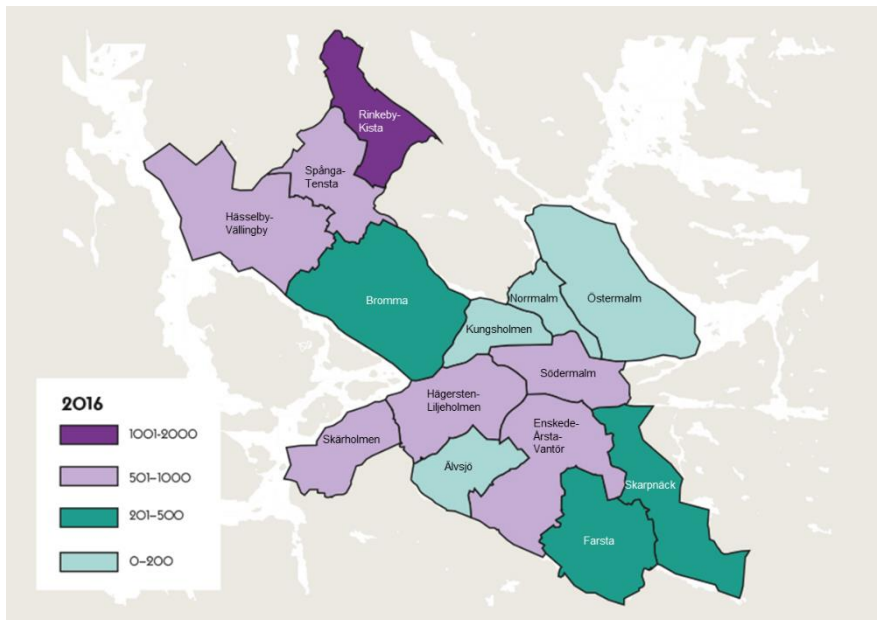 Rinkeby-
Kista
Spånga-
Tensta
Hässelby-
Vällingby
Bromma
Norrmalm
Östermalm
Kungsholmen
Södermalm
Hägersten-
Liljeholmen
Enskede-
Årsta-
Vantör
Skärholmen
Älvsjö
Skarpnäck
Farsta
2016
1001-2000
501-1000
201-500
0-200